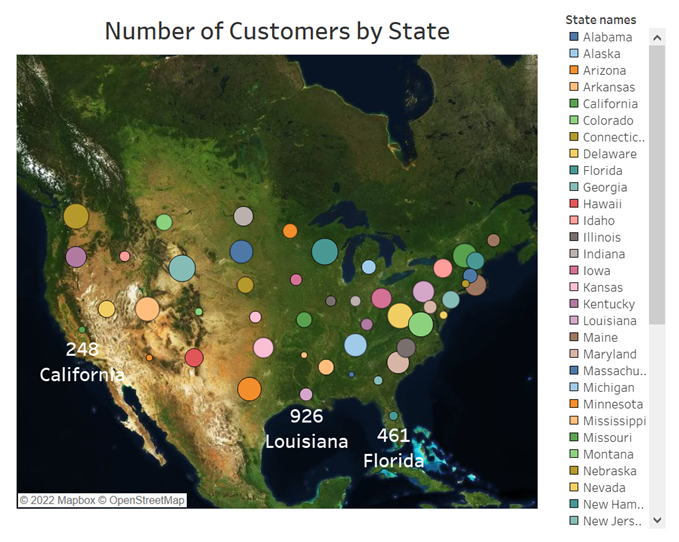 Number of Customers by State
State names
Alabama
Alaska
Arizona
Arkansas
California
Colorado
Connectic..
Delaware
Florida
Georgia
Hawaii
Idaho
Illinois
Indiana
Iowa
Kansas
Kentucky
Louisiana
Maine
Maryland
Massachu..
Michigan
Minnesota
Mississippi
Missouri
Montana
Nebraska
Nevada
New Ham..
New Jers..
248
California
926
Louisiana
461
Florida
© 2022 Mapbox © OpenStreetMap